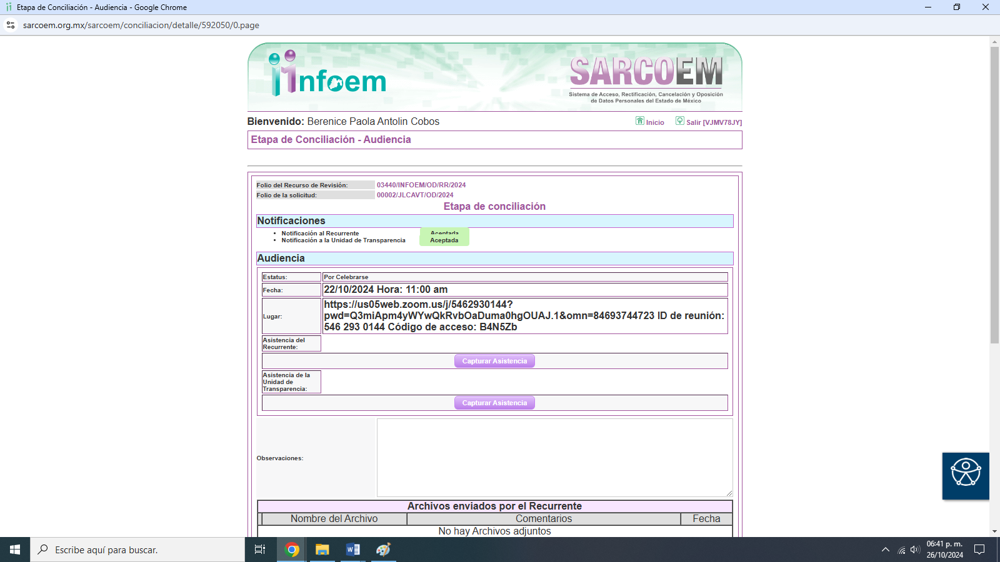 Etapa de Conciliación - Audiencia - Google Chrome
sarcoem.org.mx/sarcoem/conciliacion/detalle/592050/0.page
infoem
SARCOEM
Sistema de Acceso, Rectificación, Cancelación y Oposición
de Datos Personales del Estado de México
Bienvenido: Berenice Paola Antolin Cobos
Inicio
Salir [VJMV78JY]
Etapa de Conciliación - Audiencia
Folio del Recurso de Revisión: 03440/INFOEM/OD/RR/2024
Folio de la solicitud: 00002/JLCAVT/OD/2024
Etapa de conciliación
Notificaciones
• Notificación al Recurrente Aceptada
• Notificación a la Unidad de Transparencia Aceptada
Audiencia
Estatus: Por Celebrarse
Fecha: 22/10/2024 Hora: 11:00 am
Lugar:
https://us05web.zoom.us/j/5462930144?
pwd=Q3miApm4yWYwQkRvbOaDuma0hgOUAJ.1&omn=84693744723 ID de reunión:
546 293 0144 Código de acceso: B4N5Zb
Asistencia del
Recurrente:
Capturar Asistencia
Asistencia de la
Unidad de
Transparencia:
Capturar Asistencia
Observaciones:
Archivos enviados por el Recurrente
Nombre del Archivo Comentarios Fecha
No hay Archivos adjuntos
Escribe aquí para buscar.
06:41 p. m.
26/10/2024